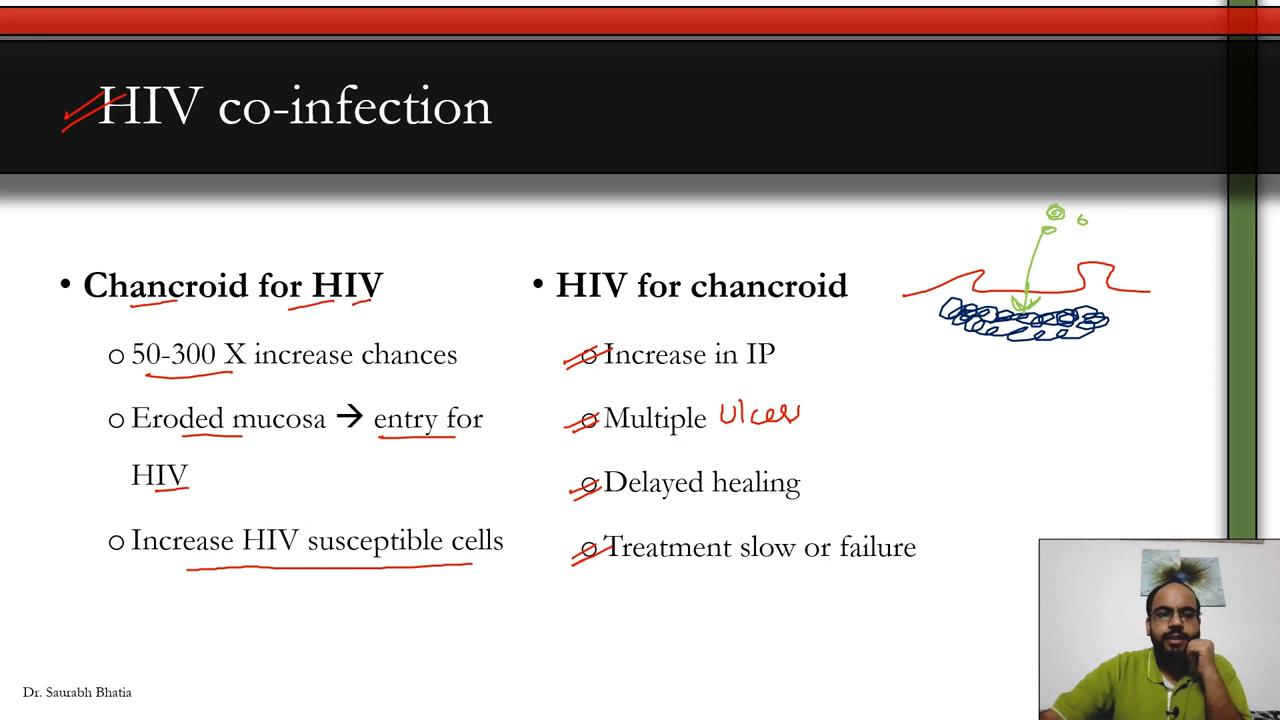 HIV co-infection
• Chancroid for HIV
o 50-300 X increase chances
o Eroded mucosa → entry for
HIV
o Increase HIV susceptible cells
• HIV for chancroid
o Increase in IP
o Multiple ulcer
o Delayed healing
o Treatment slow or failure
Dr. Saurabh Bhatia